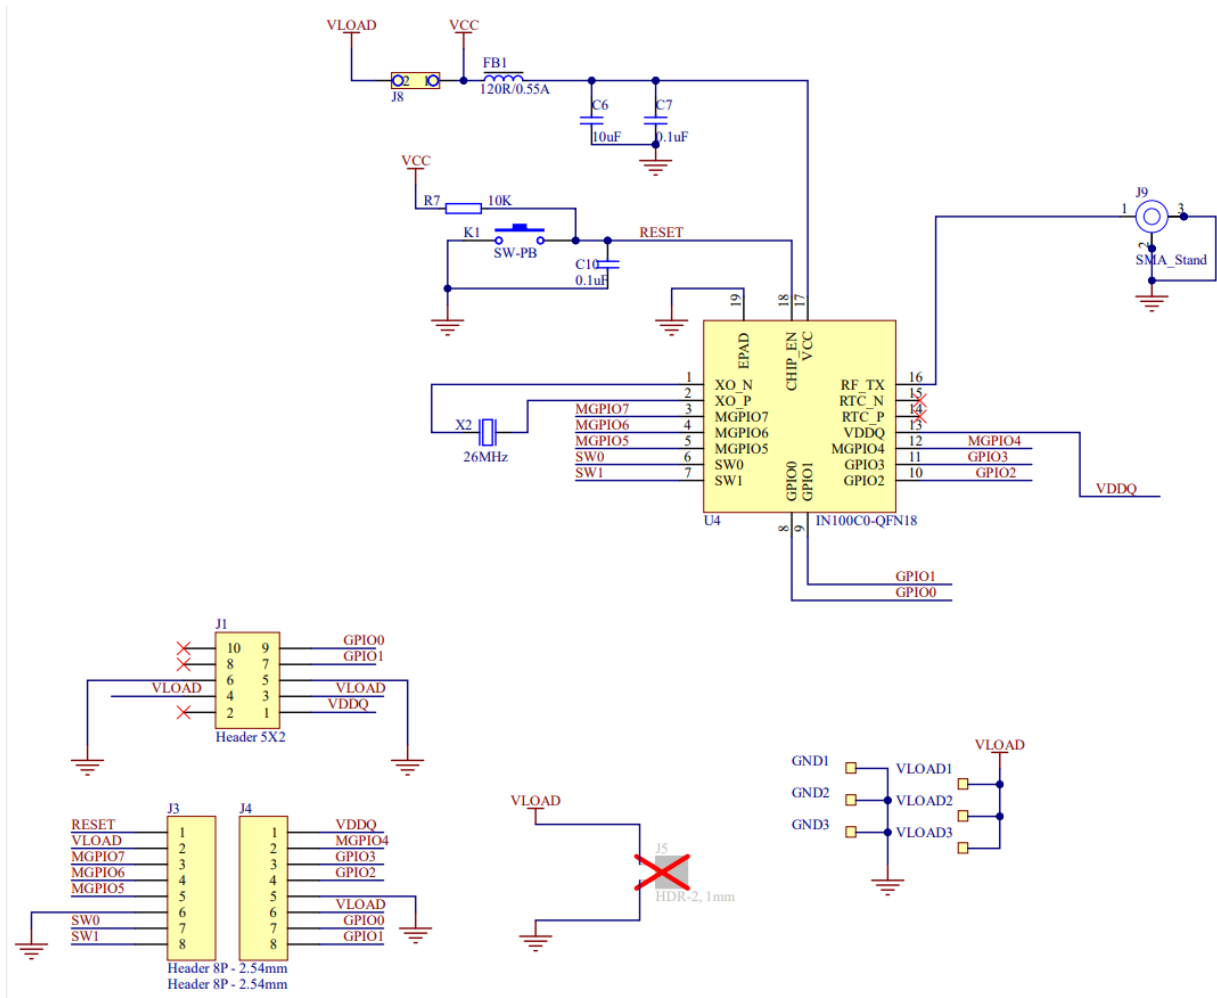 VLOAD VCC
FB1
2 1
J8 120R/0.55A
C6 C7
10uF 0.1uF
VCC
R7 10K
K1 RESET
SW-PB
C10
0.1uF
J9
1 3
2
SMA_Stand
19 18 17
EPAD CHIP_EN VCC
1 XO_N RF_TX 16
2 XO_P RTC_N 15
MGPIO7 3 MGPIO7 RTC_P 14
MGPIO6 4 MGPIO6 VDDQ 13
MGPIO5 5 MGPIO5 MGPIO4 12 MGPIO4
SW0 6 SW0 GPIO3 11 GPIO3
SW1 7 SW1 GPIO2 10 GPIO2
X2
26MHz
GPIO0 GPIO1
VDDQ
U4 8 9 IN100C0-QFN18
GPIO1
GPIO0
J1
10 9 GPIO0
8 7 GPIO1
6 5
VLOAD 4 3 VLOAD
2 1 VDDQ
Header 5X2
J3 J4
RESET 1 1 VDDQ
VLOAD 2 2 MGPIO4
MGPIO7 3 3 GPIO3
MGPIO6 4 4 GPIO2
MGPIO5 5 5
6 6 VLOAD
SW0 7 7 GPIO0
SW1 8 8 GPIO1
Header 8P - 2.54mm
Header 8P - 2.54mm
VLOAD
J5
HDR-2, 1mm
VLOAD
GND1 VLOAD1
GND2 VLOAD2
GND3 VLOAD3